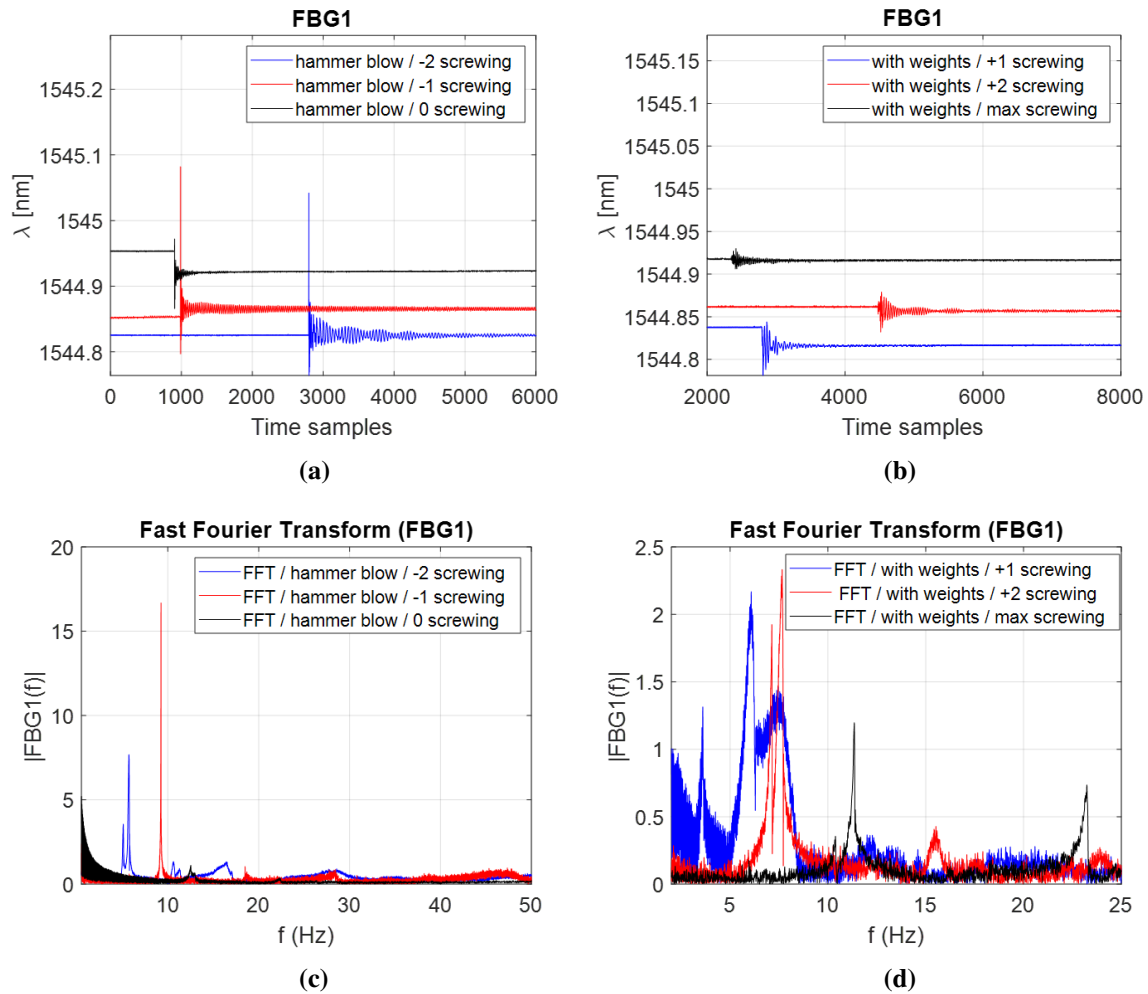 FBG1
hammer blow / -2 screwing
hammer blow / -1 screwing
hammer blow / 0 screwing
1545.2
1545.1
1545
1544.9
1544.8
λ [nm]
0 1000 2000 3000 4000 5000 6000
Time samples
(a)
FBG1
with weights / +1 screwing
with weights / +2 screwing
with weights / max screwing
1545.15
1545.1
1545.05
1545
1544.95
1544.9
1544.85
1544.8
λ [nm]
2000 4000 6000 8000
Time samples
(b)
Fast Fourier Transform (FBG1)
FFT / hammer blow / -2 screwing
FFT / hammer blow / -1 screwing
FFT / hammer blow / 0 screwing
20
15
10
5
0
|FBG1(f)|
10 20 30 40 50
f (Hz)
(c)
Fast Fourier Transform (FBG1)
FFT / with weights / +1 screwing
FFT / with weights / +2 screwing
FFT / with weights / max screwing
2.5
2
1.5
1
0.5
0
|FBG1(f)|
5 10 15 20 25
f (Hz)
(d)